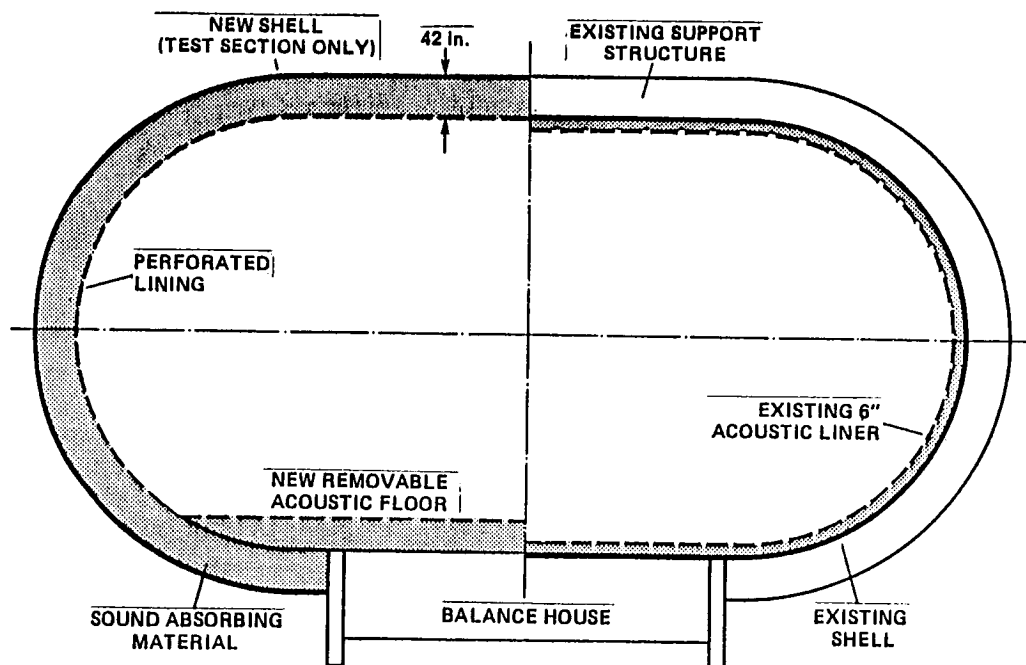 NEW SHELL
(TEST SECTION ONLY)
42 in.
EXISTING SUPPORT
STRUCTURE
PERFORATED
LINING
EXISTING 6"
ACOUSTIC LINER
NEW REMOVABLE
ACOUSTIC FLOOR
SOUND ABSORBING
MATERIAL
BALANCE HOUSE
EXISTING
SHELL